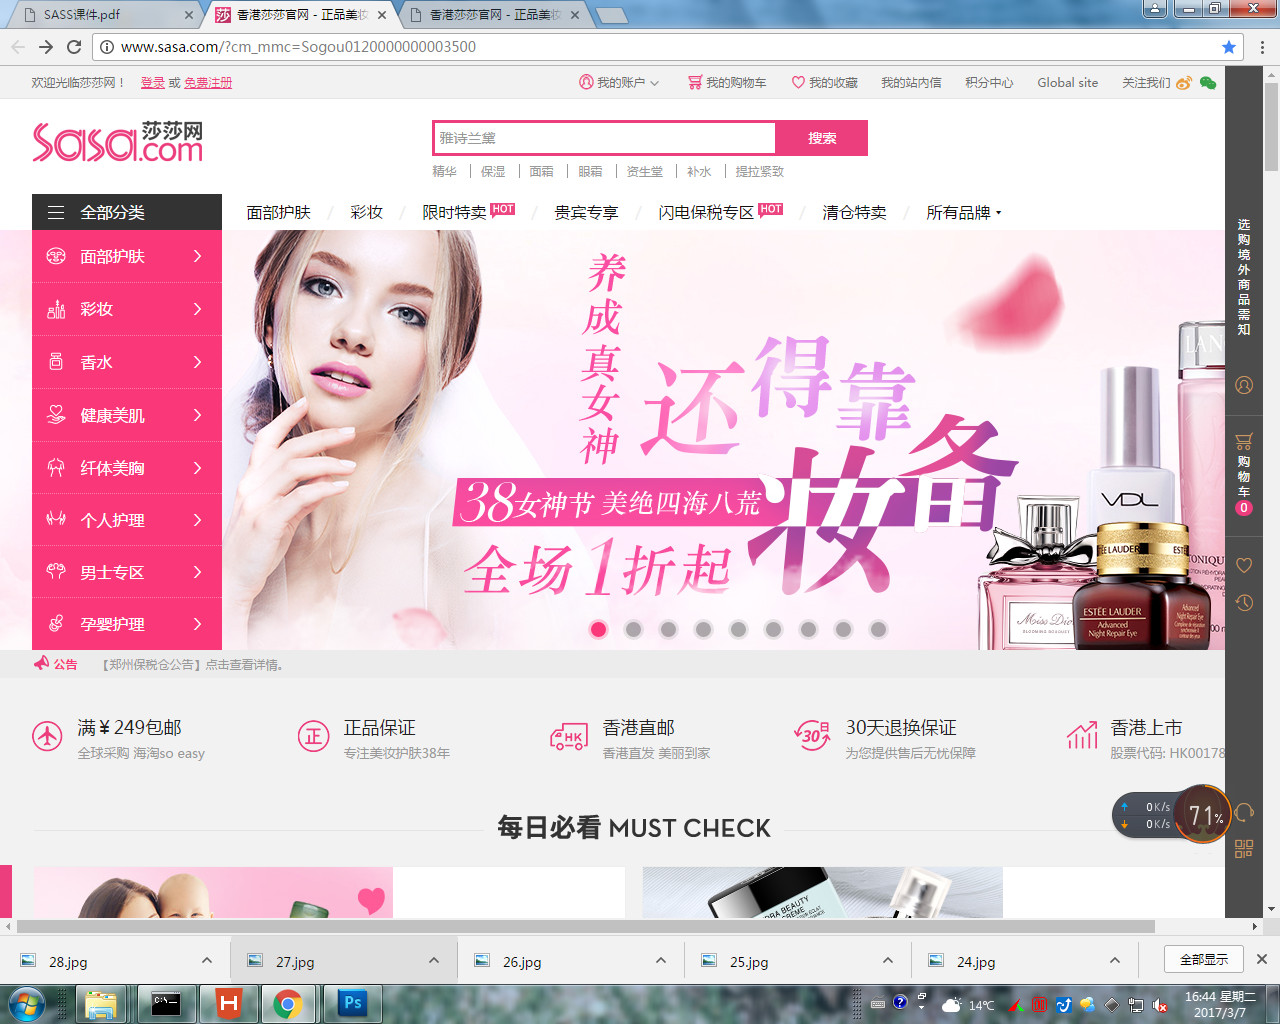 SASS课件.pdf
香港莎莎官网 - 正品美妆
香港莎莎官网 - 正品美妆
www.sasa.com/?cm_mmc=Sogou0120000000003500
欢迎光临莎莎网！ 登录 或 免费注册
我的账户 我的购物车 我的收藏 我的站内信 积分中心 Global site 关注我们
sasa.com 莎莎网
雅诗兰黛 搜索
精华 保湿 面霜 眼霜 资生堂 补水 提拉紧致
全部分类
面部护肤 / 彩妆 / 限时特卖 HOT / 贵宾专享 / 闪电保税专区 HOT / 清仓特卖 / 所有品牌
面部护肤
彩妆
香水
健康美肌
纤体美胸
个人护理
男士专区
孕婴护理
养成真女神
还得靠
妆备
38女神节 美绝四海八荒
全场1折起
LAN
VDL
ESTEE LAUDER
Miss Dior
BLOOMING BOUQUET
ESTĒE LAUDER
Advanced
Night Repair Eye
Advanced
Night Repair Eye
TONIQUE
选购境外商品需知
购物车
0
公告 【郑州保税仓公告】点击查看详情。
满￥249包邮
全球采购 海淘so easy
正
正品保证
专注美妆护肤38年
HK
香港直邮
香港直发 美丽到家
30
30天退换保证
为您提供售后无忧保障
香港上市
股票代码: HK00178
0K/s
0K/s
71%
每日必看 MUST CHECK
28.jpg
27.jpg
26.jpg
25.jpg
24.jpg
全部显示
C:\
H
Ps
14℃
16:44 星期二
2017/3/7